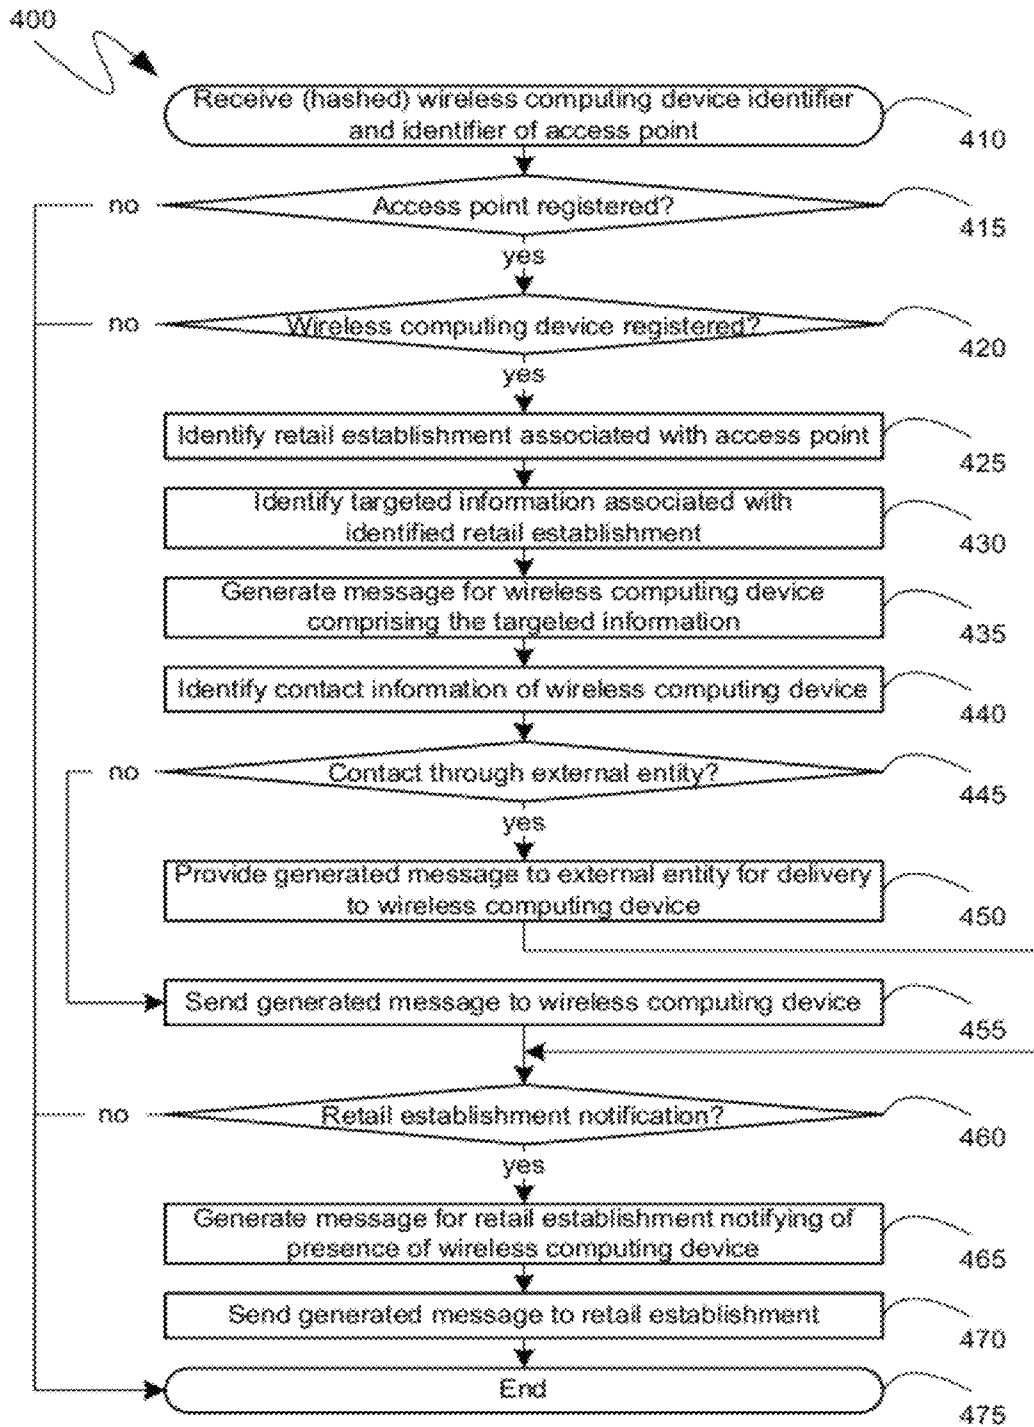 400
Receive (hashed) wireless computing device identifier
and identifier of access point
410
no
Access point registered?
415
yes
no
Wireless computing device registered?
420
yes
Identify retail establishment associated with access point
425
Identify targeted information associated with
identified retail establishment
430
Generate message for wireless computing device
comprising the targeted information
435
Identify contact information of wireless computing device
440
no
Contact through external entity?
445
yes
Provide generated message to external entity for delivery
to wireless computing device
450
Send generated message to wireless computing device
455
no
Retail establishment notification?
460
yes
Generate message for retail establishment notifying of
presence of wireless computing device
465
Send generated message to retail establishment
470
End
475